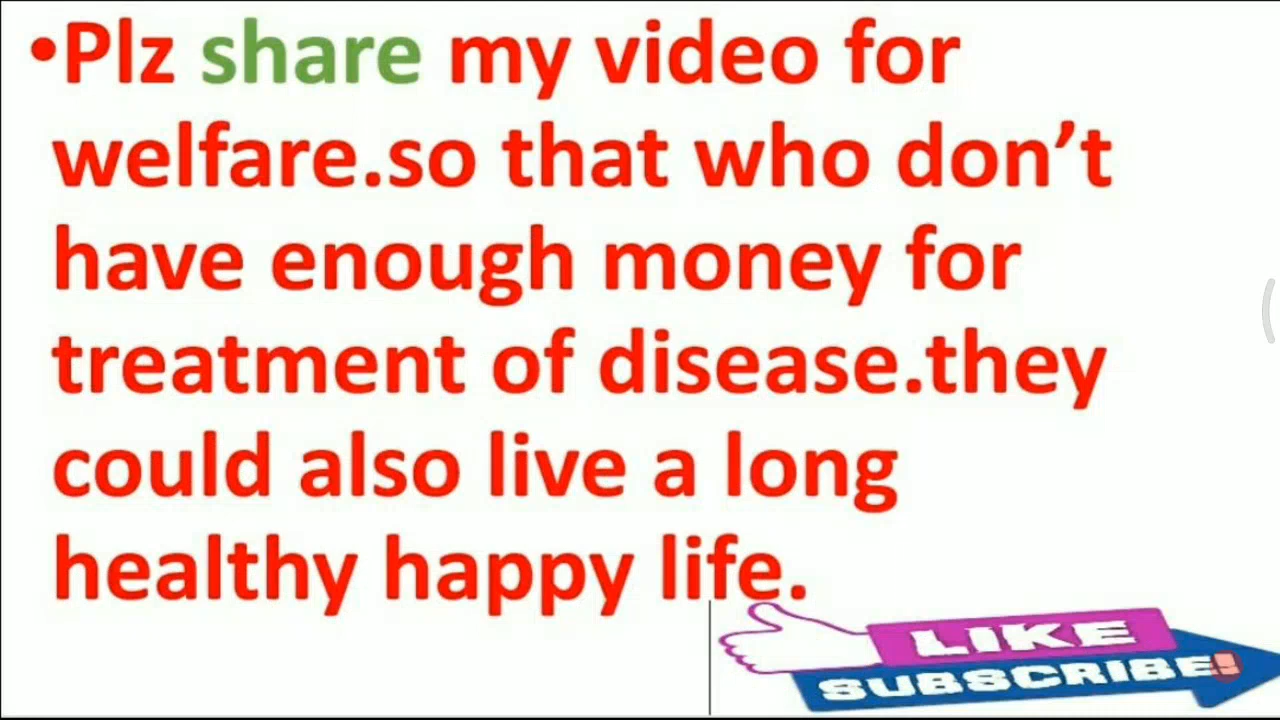 •Plz share my video for
welfare.so that who don’t
have enough money for
treatment of disease.they
could also live a long
healthy happy life.
LIKE
SUBSCRIBE!